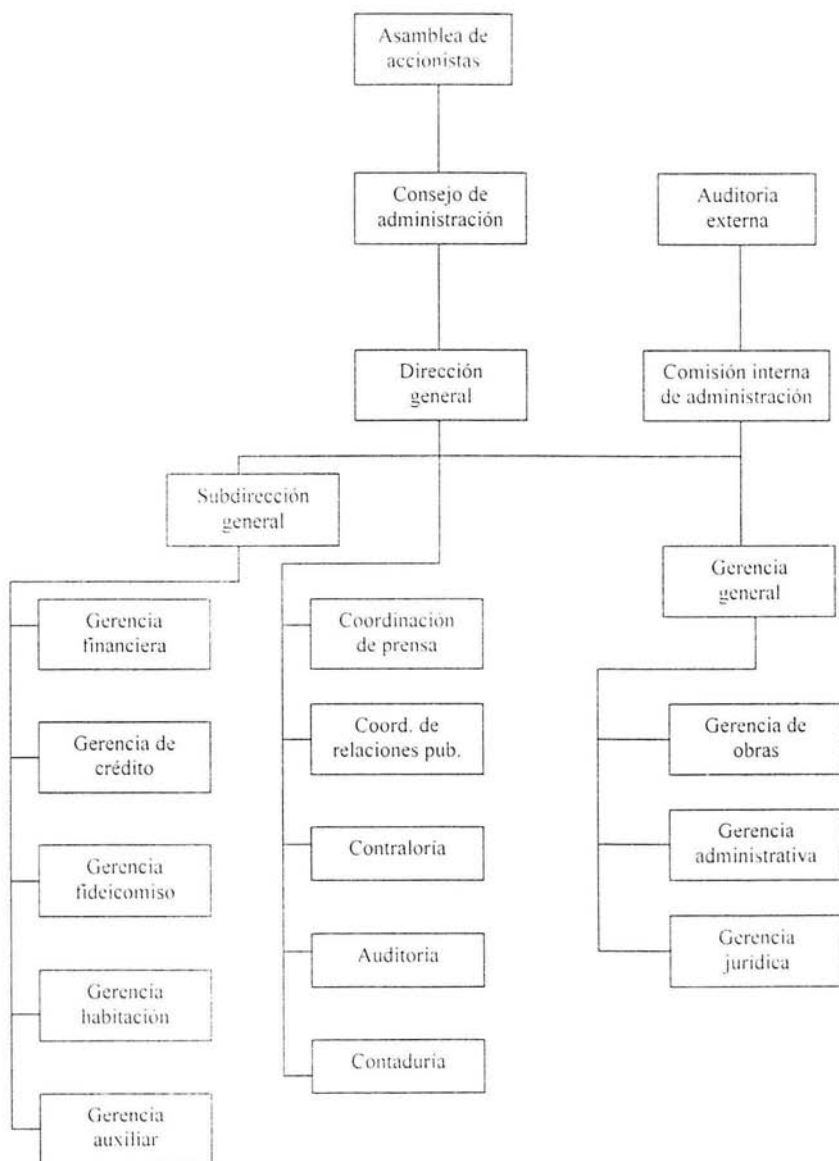 Asamblea de
accionistas
Consejo de
administración
Auditoria
externa
Dirección
general
Comisión interna
de administración
Subdirección
general
Gerencia
general
Gerencia
financiera
Gerencia de
crédito
Gerencia
fideicomiso
Gerencia
habitación
Gerencia
auxiliar
Coordinación
de prensa
Coord. de
relaciones pub.
Contraloría
Auditoria
Contaduría
Gerencia de
obras
Gerencia
administrativa
Gerencia
jurídica